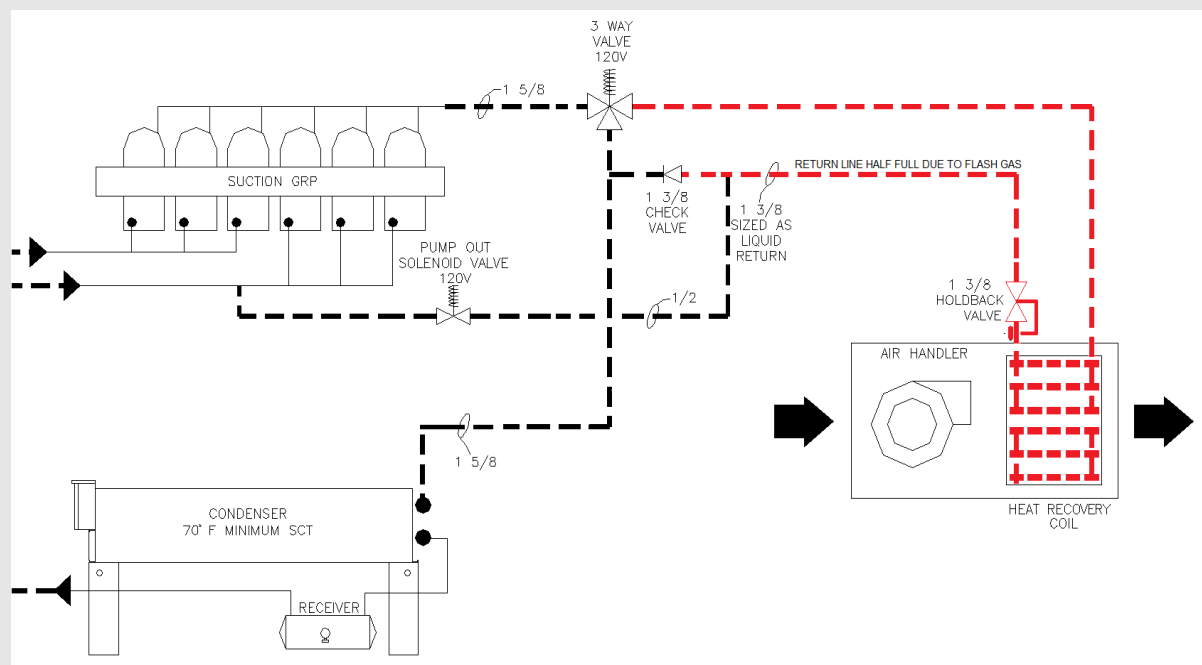 3 WAY
VALVE
120V
1 5/8
SUCTION GRP
RETURN LINE HALF FULL DUE TO FLASH GAS
1 3/8
CHECK
VALVE
1 3/8
SIZED AS
LIQUID
RETURN
PUMP OUT
SOLENOID VALVE
120V
1/2
1 3/8
HOLDBACK
VALVE
AIR HANDLER
1 5/8
CONDENSER
70° F MINIMUM SCT
HEAT RECOVERY
COIL
RECEIVER